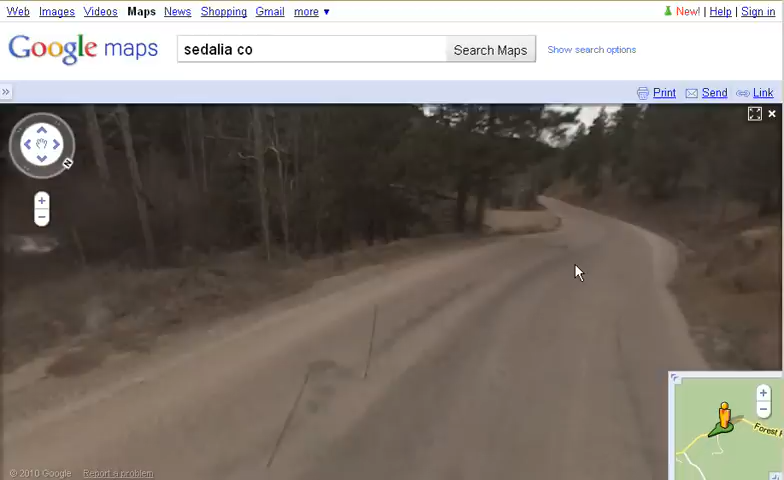 Web Images Videos Maps News Shopping Gmail more ▼
New! | Help | Sign in
Google maps
sedalia co
Search Maps
Show search options
» Print Send Link
© 2010 Google Report a problem
Forest